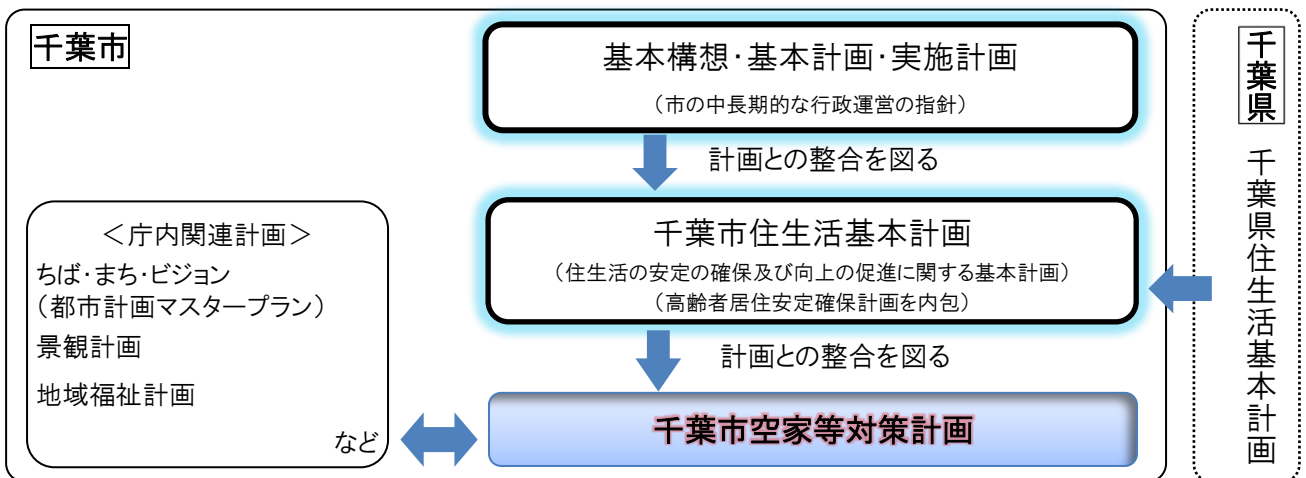 千葉市
基本構想・基本計画・実施計画
（市の中長期的な行政運営の指針）
計画との整合を図る
千葉市住生活基本計画
（住生活の安定の確保及び向上の促進に関する基本計画）
（高齢者居住安定確保計画を内包）
計画との整合を図る
千葉市空家等対策計画
＜庁内関連計画＞
ちば・まち・ビジョン
（都市計画マスタープラン）
景観計画
地域福祉計画
など
千葉県
千葉県住生活基本計画